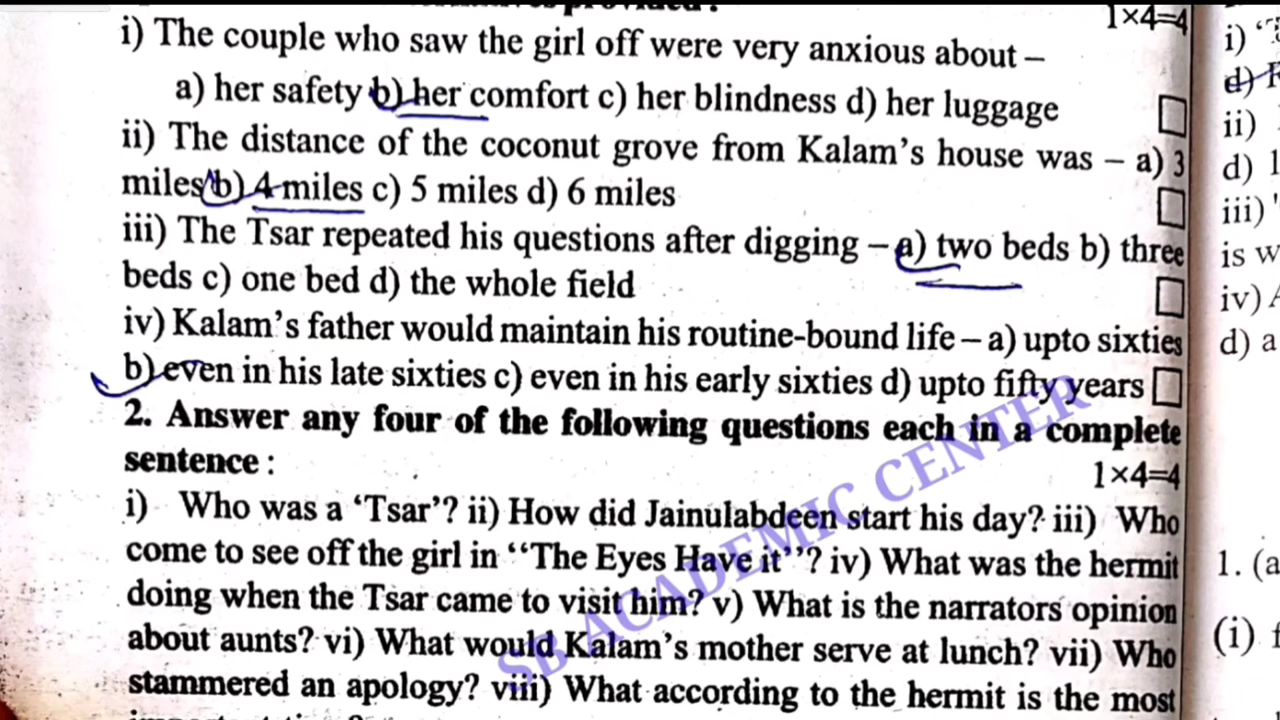 provided :
1×4=4
i) The couple who saw the girl off were very anxious about –
a) her safety b) her comfort c) her blindness d) her luggage
ii) The distance of the coconut grove from Kalam's house was – a) 3
miles b) 4 miles c) 5 miles d) 6 miles
iii) The Tsar repeated his questions after digging – a) two beds b) three
beds c) one bed d) the whole field
iv) Kalam's father would maintain his routine-bound life – a) upto sixties
b) even in his late sixties c) even in his early sixties d) upto fifty years
2. Answer any four of the following questions each in a complete
sentence :
1×4=4
i) Who was a ‘Tsar’? ii) How did Jainulabdeen start his day? iii) Who
come to see off the girl in “The Eyes Have it”? iv) What was the hermit
doing when the Tsar came to visit him? v) What is the narrators opinion
about aunts? vi) What would Kalam's mother serve at lunch? vii) Who
stammered an apology? viii) What according to the hermit is the most
SB ACADEMIC CENTER
i)
d)
ii)
d)
iii)
is w
iv)
d) a
1. (a
(i)